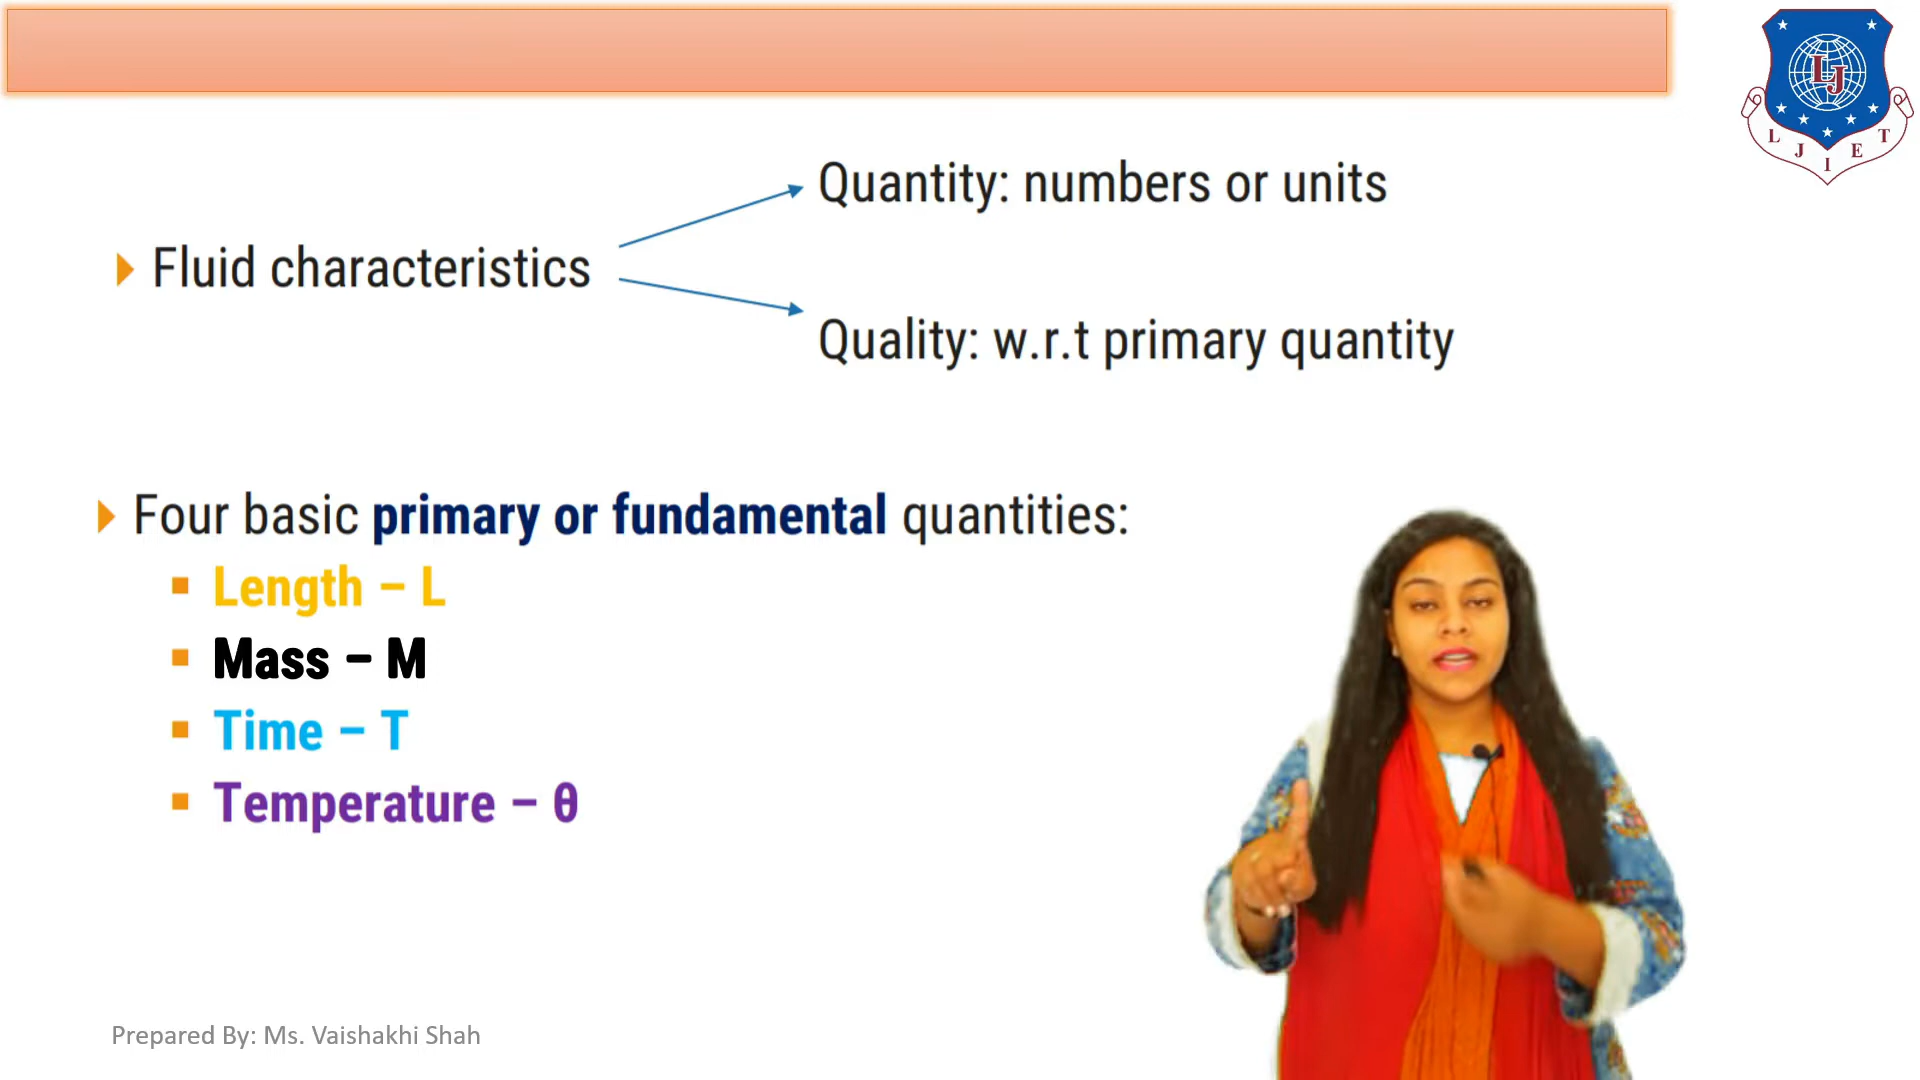 LJ
L J I E T
Quantity: numbers or units
Fluid characteristics
Quality: w.r.t primary quantity
Four basic primary or fundamental quantities:
Length – L
Mass – M
Time – T
Temperature – θ
Prepared By: Ms. Vaishakhi Shah